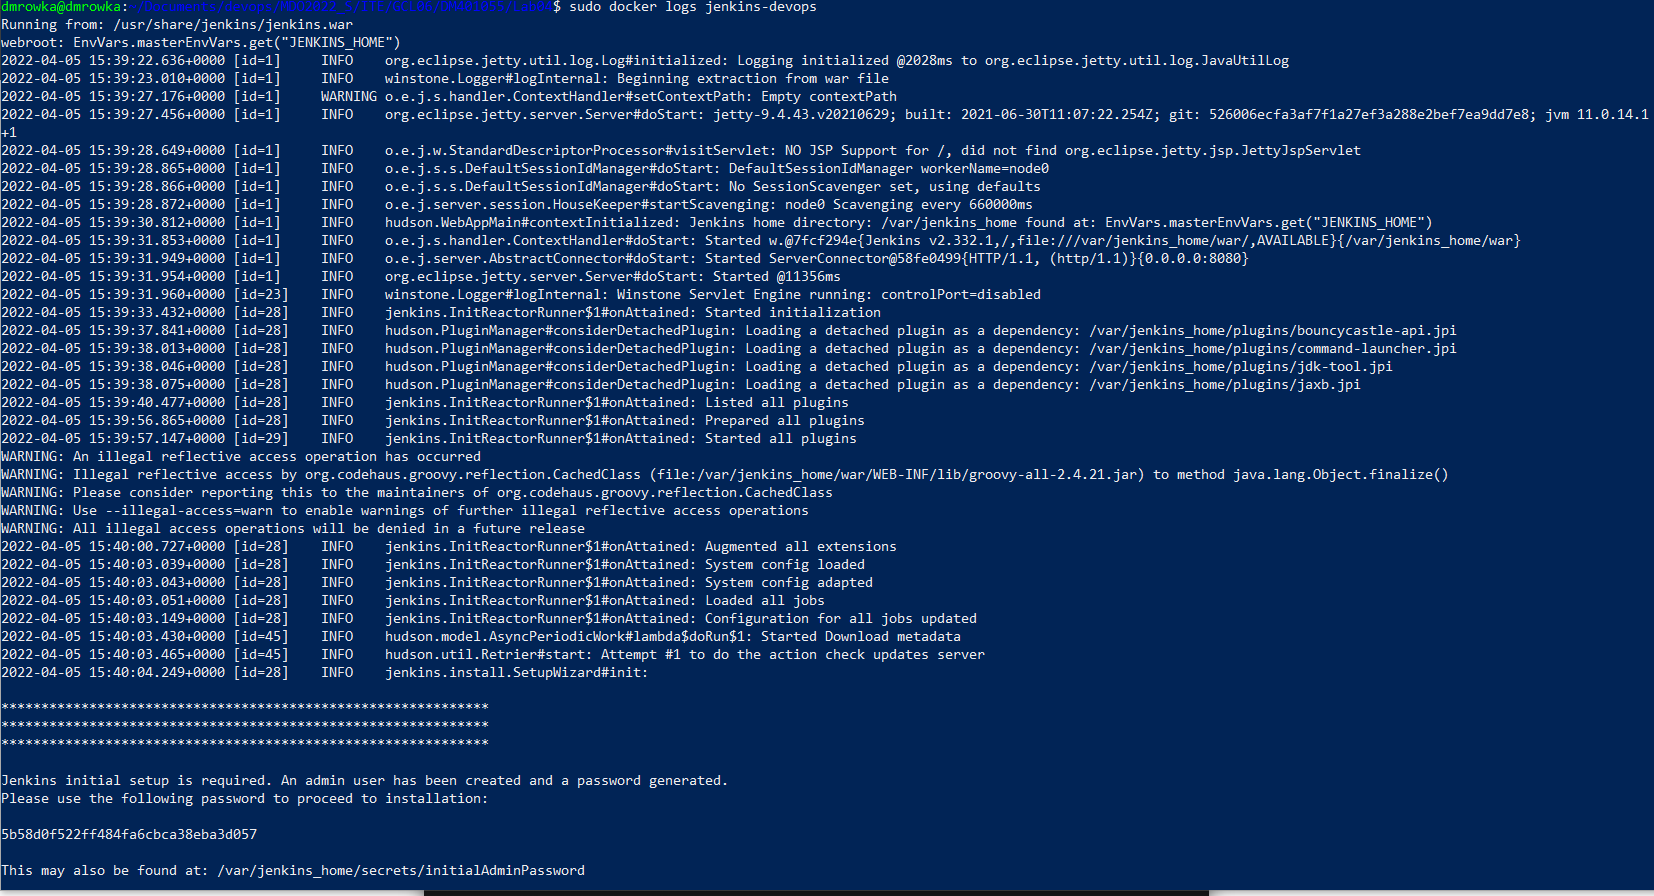 dmrowka@dmrowka:~/Documents/devops/MDO2022_S/ITE/GCL06/DM401055/Lab04$ sudo docker logs jenkins-devops
Running from: /usr/share/jenkins/jenkins.war
webroot: EnvVars.masterEnvVars.get("JENKINS_HOME")
2022-04-05 15:39:22.636+0000 [id=1]     INFO    org.eclipse.jetty.util.log.Log#initialized: Logging initialized @2028ms to org.eclipse.jetty.util.log.JavaUtilLog
2022-04-05 15:39:23.010+0000 [id=1]     INFO    winstone.Logger#logInternal: Beginning extraction from war file
2022-04-05 15:39:27.176+0000 [id=1]     WARNING o.e.j.s.handler.ContextHandler#setContextPath: Empty contextPath
2022-04-05 15:39:27.456+0000 [id=1]     INFO    org.eclipse.jetty.server.Server#doStart: jetty-9.4.43.v20210629; built: 2021-06-30T11:07:22.254Z; git: 526006ecfa3af7f1a27ef3a288e2bef7ea9dd7e8; jvm 11.0.14.1
+1
2022-04-05 15:39:28.649+0000 [id=1]     INFO    o.e.j.w.StandardDescriptorProcessor#visitServlet: NO JSP Support for /, did not find org.eclipse.jetty.jsp.JettyJspServlet
2022-04-05 15:39:28.865+0000 [id=1]     INFO    o.e.j.s.s.DefaultSessionIdManager#doStart: DefaultSessionIdManager workerName=node0
2022-04-05 15:39:28.866+0000 [id=1]     INFO    o.e.j.s.s.DefaultSessionIdManager#doStart: No SessionScavenger set, using defaults
2022-04-05 15:39:28.872+0000 [id=1]     INFO    o.e.j.server.session.HouseKeeper#startScavenging: node0 Scavenging every 660000ms
2022-04-05 15:39:30.812+0000 [id=1]     INFO    hudson.WebAppMain#contextInitialized: Jenkins home directory: /var/jenkins_home found at: EnvVars.masterEnvVars.get("JENKINS_HOME")
2022-04-05 15:39:31.853+0000 [id=1]     INFO    o.e.j.s.handler.ContextHandler#doStart: Started w.@7fcf294e{Jenkins v2.332.1,/,file:///var/jenkins_home/war/,AVAILABLE}{/var/jenkins_home/war}
2022-04-05 15:39:31.949+0000 [id=1]     INFO    o.e.j.server.AbstractConnector#doStart: Started ServerConnector@58fe0499{HTTP/1.1, (http/1.1)}{0.0.0.0:8080}
2022-04-05 15:39:31.954+0000 [id=1]     INFO    org.eclipse.jetty.server.Server#doStart: Started @11356ms
2022-04-05 15:39:31.960+0000 [id=23]    INFO    winstone.Logger#logInternal: Winstone Servlet Engine running: controlPort=disabled
2022-04-05 15:39:33.432+0000 [id=28]    INFO    jenkins.InitReactorRunner$1#onAttained: Started initialization
2022-04-05 15:39:37.841+0000 [id=28]    INFO    hudson.PluginManager#considerDetachedPlugin: Loading a detached plugin as a dependency: /var/jenkins_home/plugins/bouncycastle-api.jpi
2022-04-05 15:39:38.013+0000 [id=28]    INFO    hudson.PluginManager#considerDetachedPlugin: Loading a detached plugin as a dependency: /var/jenkins_home/plugins/command-launcher.jpi
2022-04-05 15:39:38.046+0000 [id=28]    INFO    hudson.PluginManager#considerDetachedPlugin: Loading a detached plugin as a dependency: /var/jenkins_home/plugins/jdk-tool.jpi
2022-04-05 15:39:38.075+0000 [id=28]    INFO    hudson.PluginManager#considerDetachedPlugin: Loading a detached plugin as a dependency: /var/jenkins_home/plugins/jaxb.jpi
2022-04-05 15:39:40.477+0000 [id=28]    INFO    jenkins.InitReactorRunner$1#onAttained: Listed all plugins
2022-04-05 15:39:56.865+0000 [id=28]    INFO    jenkins.InitReactorRunner$1#onAttained: Prepared all plugins
2022-04-05 15:39:57.147+0000 [id=29]    INFO    jenkins.InitReactorRunner$1#onAttained: Started all plugins
WARNING: An illegal reflective access operation has occurred
WARNING: Illegal reflective access by org.codehaus.groovy.reflection.CachedClass (file:/var/jenkins_home/war/WEB-INF/lib/groovy-all-2.4.21.jar) to method java.lang.Object.finalize()
WARNING: Please consider reporting this to the maintainers of org.codehaus.groovy.reflection.CachedClass
WARNING: Use --illegal-access=warn to enable warnings of further illegal reflective access operations
WARNING: All illegal access operations will be denied in a future release
2022-04-05 15:40:00.727+0000 [id=28]    INFO    jenkins.InitReactorRunner$1#onAttained: Augmented all extensions
2022-04-05 15:40:03.039+0000 [id=28]    INFO    jenkins.InitReactorRunner$1#onAttained: System config loaded
2022-04-05 15:40:03.043+0000 [id=28]    INFO    jenkins.InitReactorRunner$1#onAttained: System config adapted
2022-04-05 15:40:03.051+0000 [id=28]    INFO    jenkins.InitReactorRunner$1#onAttained: Loaded all jobs
2022-04-05 15:40:03.149+0000 [id=28]    INFO    jenkins.InitReactorRunner$1#onAttained: Configuration for all jobs updated
2022-04-05 15:40:03.430+0000 [id=45]    INFO    hudson.model.AsyncPeriodicWork#lambda$doRun$1: Started Download metadata
2022-04-05 15:40:03.465+0000 [id=45]    INFO    hudson.util.Retrier#start: Attempt #1 to do the action check updates server
2022-04-05 15:40:04.249+0000 [id=28]    INFO    jenkins.install.SetupWizard#init:
*************************************************************
*************************************************************
*************************************************************
Jenkins initial setup is required. An admin user has been created and a password generated.
Please use the following password to proceed to installation:
5b58d0f522ff484fa6cbca38eba3d057
This may also be found at: /var/jenkins_home/secrets/initialAdminPassword